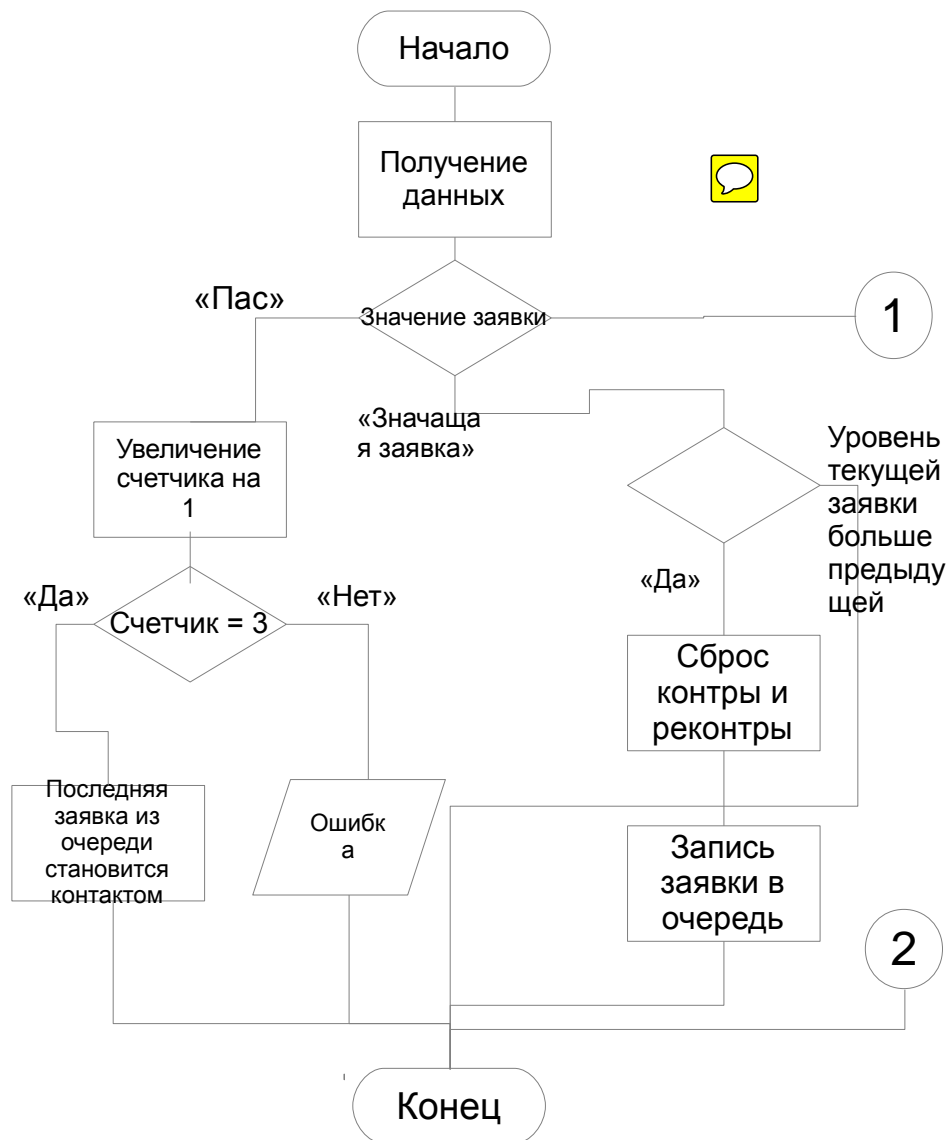 Начало
Получение
данных
«Пас»
Значение заявки
1
«Значаща
я заявка»
Увеличение
счетчика на
1
Уровень
текущей
заявки
больше
предыду
щей
«Да»
«Нет»
Счетчик = 3
«Да»
Сброс
контры и
реконтры
Последняя
заявка из
очереди
становится
контактом
Ошибк
а
Запись
заявки в
очередь
2
Конец